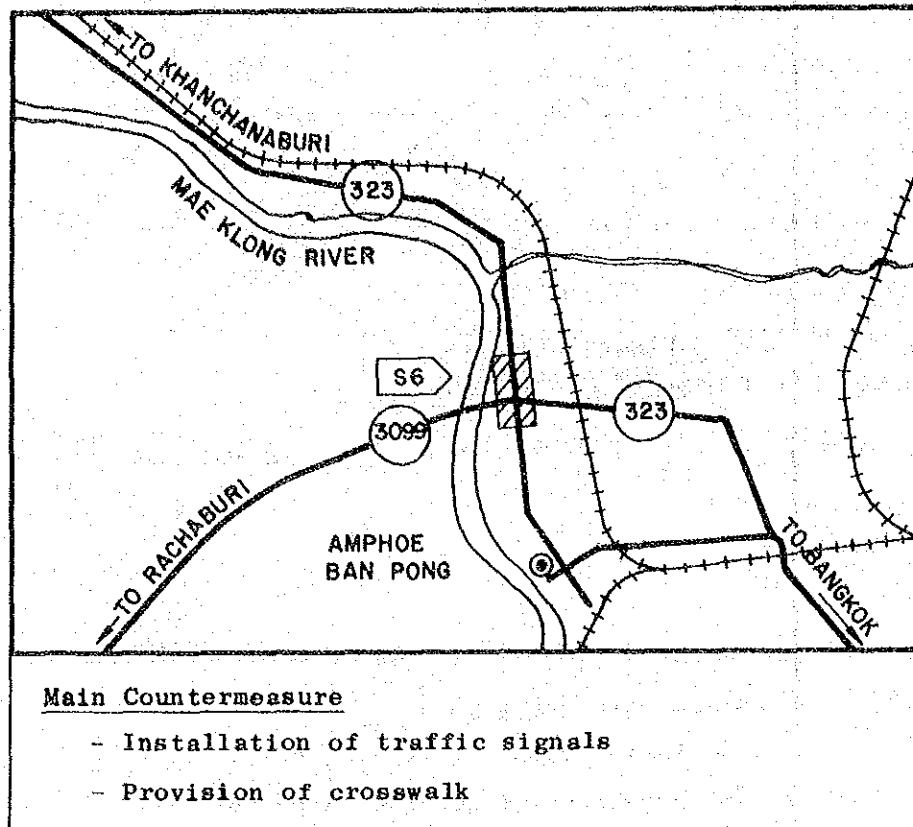 TO KHANCHANABURI
323
MAE KLONG RIVER
S6
3099
323
TO RACHABURI
AMPHOE
BAN PONG
TO BANGKOK
Main Countermeasure
- Installation of traffic signals
- Provision of crosswalk